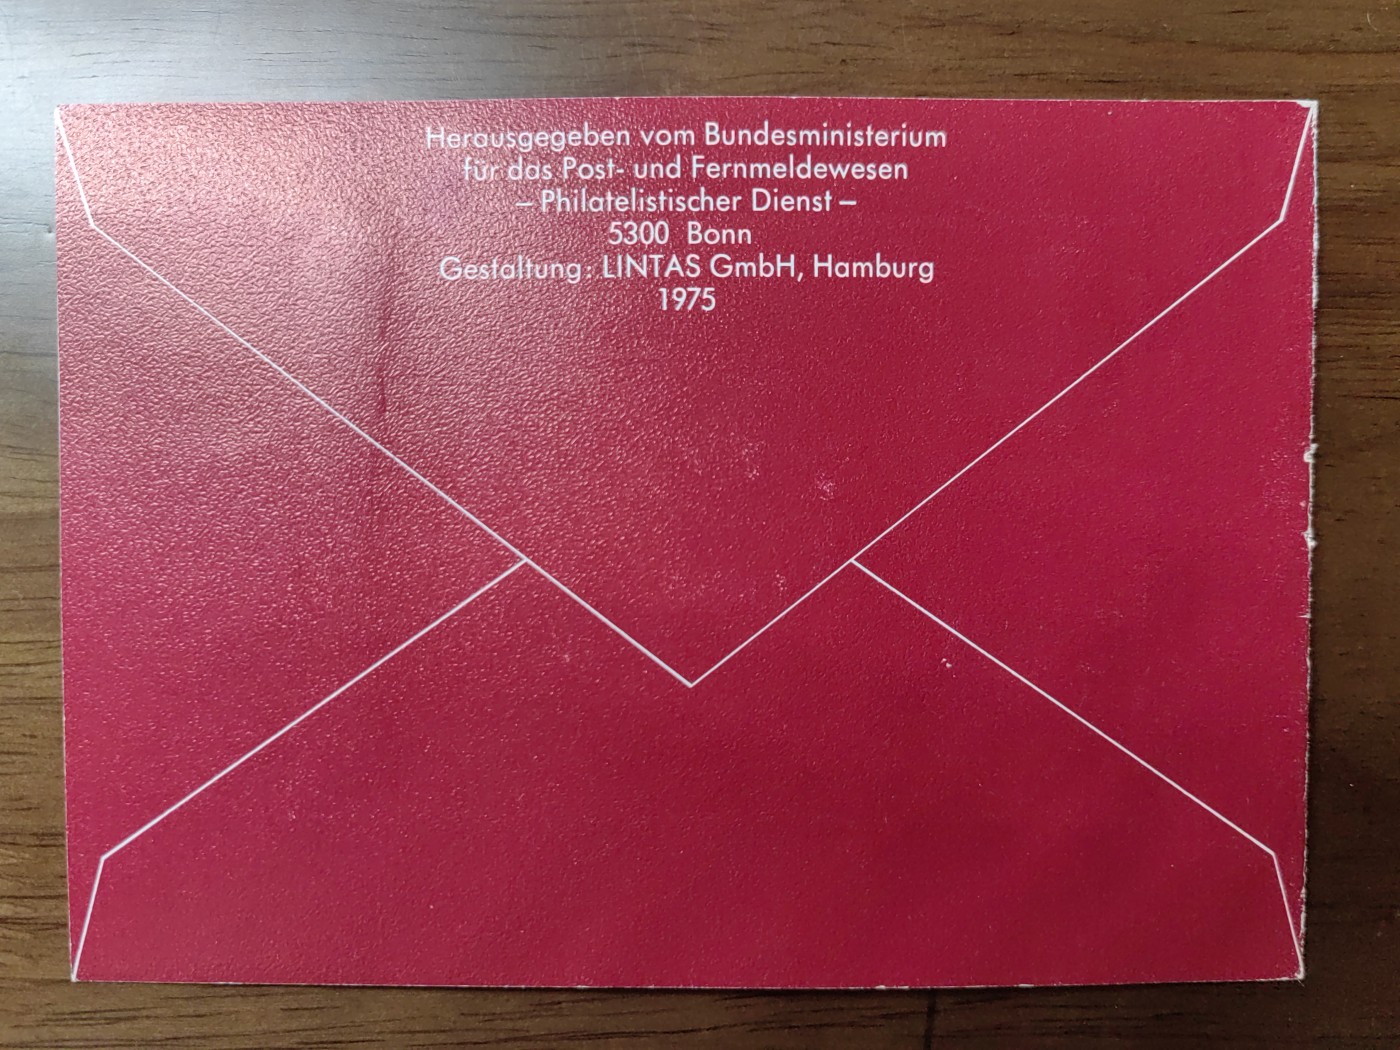 Herausgegeben vom Bundesministerium
für das Post- und Fernmeldewesen
– Philatelistischer Dienst –
5300 Bonn
Gestaltung: LINTAS GmbH, Hamburg
1975